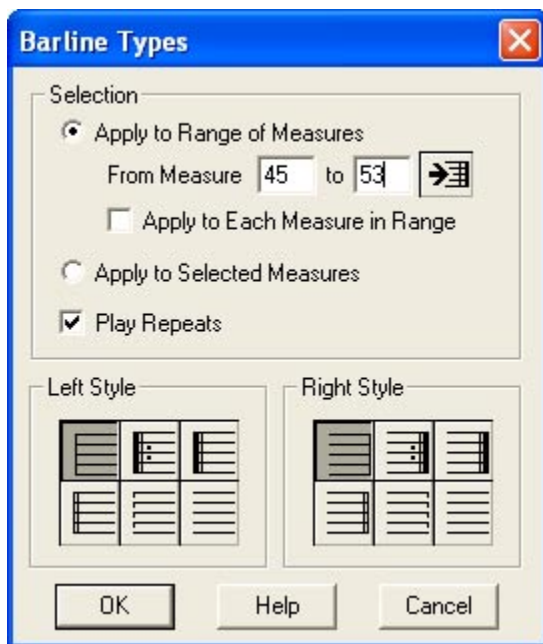 Barline Types
Selection
Apply to Range of Measures
From Measure 45 to 53
Apply to Each Measure in Range
Apply to Selected Measures
Play Repeats
Left Style
Right Style
OK
Help
Cancel